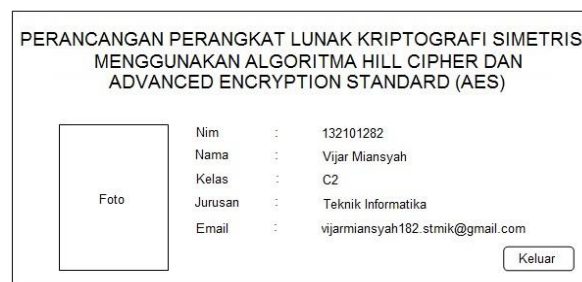 PERANCANGAN PERANGKAT LUNAK KRIPTOGRAFI SIMETRIS
MENGGUNAKAN ALGORITMA HILL CIPHER DAN
ADVANCED ENCRYPTION STANDARD (AES)
Foto
Nim : 132101282
Nama : Vijar Miansyah
Kelas : C2
Jurusan : Teknik Informatika
Email : vijarmiansyah182.stmik@gmail.com
Keluar